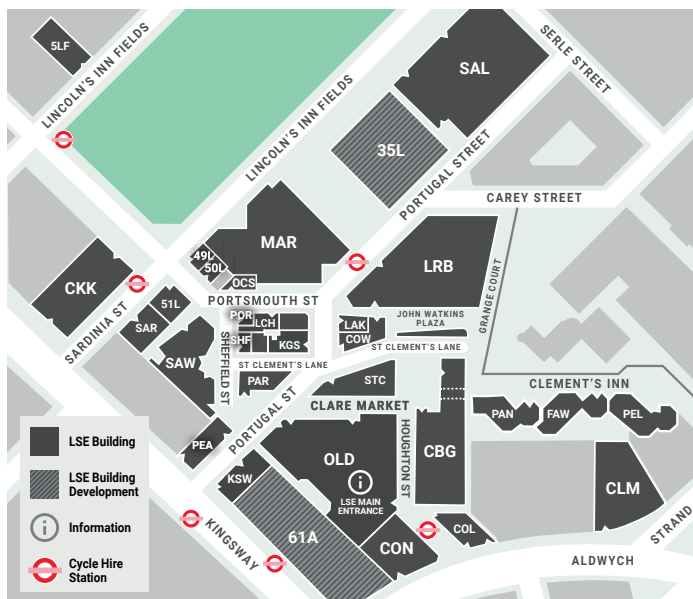 5LF
LINCOLN'S INN FIELDS
LINCOLN'S INN FIELDS
SERLE STREET
SAL
35L
PORTUGAL STREET
CAREY STREET
MAR
49L
50L
OCS
LRB
GRANGE COURT
CKK
SARDINIA ST
51L
SAR
PORTSMOUTH ST
POR
LCH
SHF
KGS
SHEFFIELD ST
LAK
COW
JOHN WATKINS
PLAZA
ST CLEMENT'S LANE
ST CLEMENT'S LANE
SAW
PAR
STC
CLEMENT'S INN
CLARE MARKET
PORTUGAL ST
HOUGHTON ST
PAN
FAW
PEL
PEA
OLD
CBG
KSW
LSE MAIN
ENTRANCE
CLM
61A
CON
COL
KINGSWAY
STRAND
ALDWYCH
LSE Building
LSE Building
Development
Information
Cycle Hire
Station